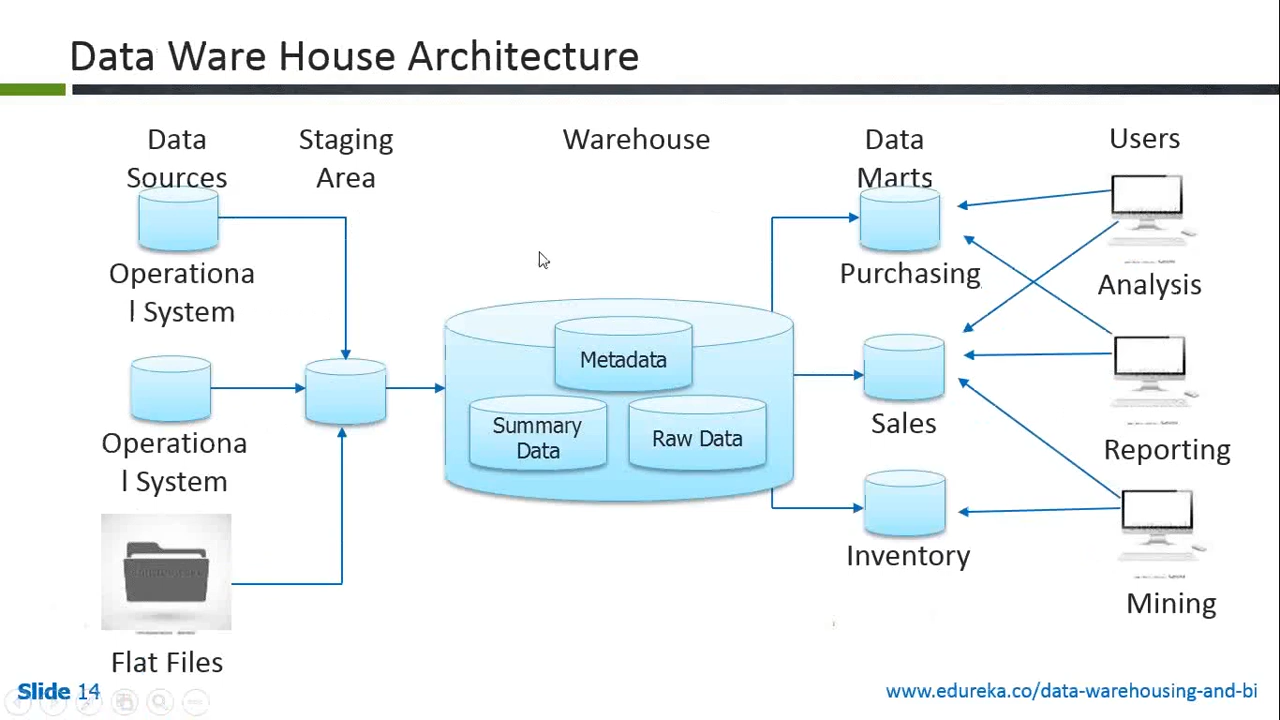 Data Ware House Architecture
Data
Sources
Staging
Area
Warehouse
Data
Marts
Users
Operationa
l System
Operationa
l System
Flat Files
Metadata
Summary
Data
Raw Data
Purchasing
Sales
Inventory
Analysis
Reporting
Mining
Slide 14
www.edureka.co/data-warehousing-and-bi